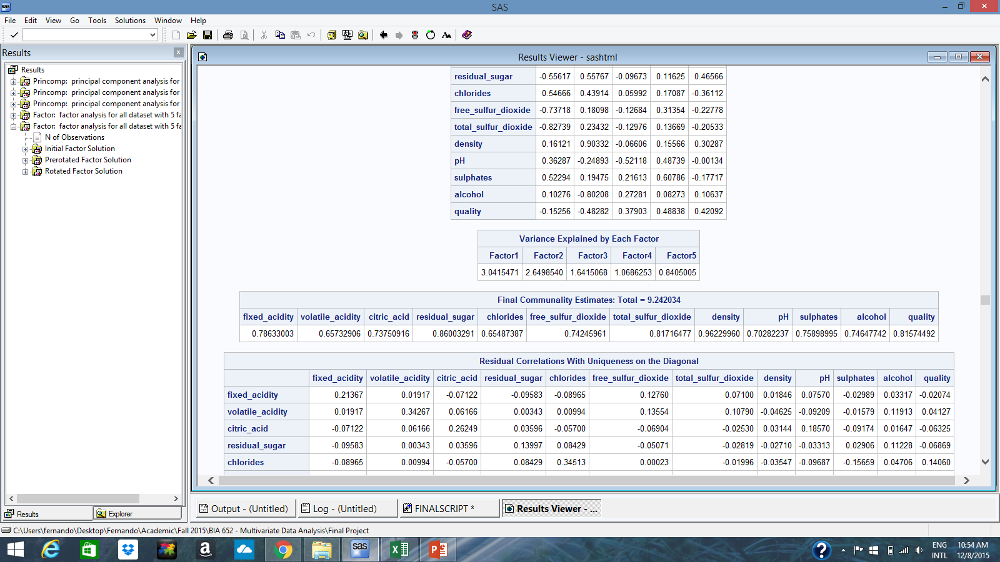 SAS
File Edit View Go Tools Solutions Window Help
Results
Results Viewer - sashtml
Results
Princomp: principal component analysis for
Princomp: principal component analysis for
Princomp: principal component analysis for
Factor: factor analysis for all dataset with 5 fa
Factor: factor analysis for all dataset with 5 fa
N of Observations
Initial Factor Solution
Prerotated Factor Solution
Rotated Factor Solution
residual_sugar -0.55617 0.55767 -0.09673 0.11625 0.46566
chlorides 0.54666 0.43914 0.05992 0.17087 -0.36112
free_sulfur_dioxide -0.73718 0.18098 -0.12684 0.31354 -0.22778
total_sulfur_dioxide -0.82739 0.23432 -0.12976 0.13669 -0.20533
density 0.16121 0.90332 -0.06606 0.15566 0.30287
pH 0.36287 -0.24893 -0.52118 0.48739 -0.00134
sulphates 0.52294 0.19475 0.21613 0.60786 -0.17717
alcohol 0.10276 -0.80208 0.27281 0.08273 0.10637
quality -0.15256 -0.48282 0.37903 0.48838 0.42092
Variance Explained by Each Factor
Factor1 Factor2 Factor3 Factor4 Factor5
3.0415471 2.6498540 1.6415068 1.0686253 0.8405005
Final Communality Estimates: Total = 9.242034
fixed_acidity volatile_acidity citric_acid residual_sugar chlorides free_sulfur_dioxide total_sulfur_dioxide density pH sulphates alcohol quality
0.78633003 0.65732906 0.73750916 0.86003291 0.65487387 0.74245961 0.81716477 0.96229960 0.70282237 0.75898995 0.74647742 0.81574492
Residual Correlations With Uniqueness on the Diagonal
fixed_acidity volatile_acidity citric_acid residual_sugar chlorides free_sulfur_dioxide total_sulfur_dioxide density pH sulphates alcohol quality
fixed_acidity 0.21367 0.01917 -0.07122 -0.09583 -0.08965 0.12760 0.07100 0.01846 0.07570 -0.02989 0.03317 -0.02074
volatile_acidity 0.01917 0.34267 0.06166 0.00343 0.00994 0.13554 0.10790 -0.04625 -0.09209 -0.01579 0.11913 0.04127
citric_acid -0.07122 0.06166 0.26249 0.03596 -0.05700 -0.06904 -0.02530 0.03144 0.18570 -0.09174 0.01647 -0.06325
residual_sugar -0.09583 0.00343 0.03596 0.13997 0.08429 -0.05071 -0.02819 -0.02710 -0.03313 0.02906 0.11228 -0.06869
chlorides -0.08965 0.00994 -0.05700 0.08429 0.34513 0.00023 -0.01996 -0.03547 -0.09687 -0.15659 0.04706 0.14060
Results Explorer
Output - (Untitled) Log - (Untitled) FINALSCRIPT * Results Viewer - ...
C:\Users\fernando\Desktop\Fernando\Academic\Fall 2015\BIA 652 - Multivariate Data Analysis\Final Project
ENG 10:54 AM
INTL 12/8/2015